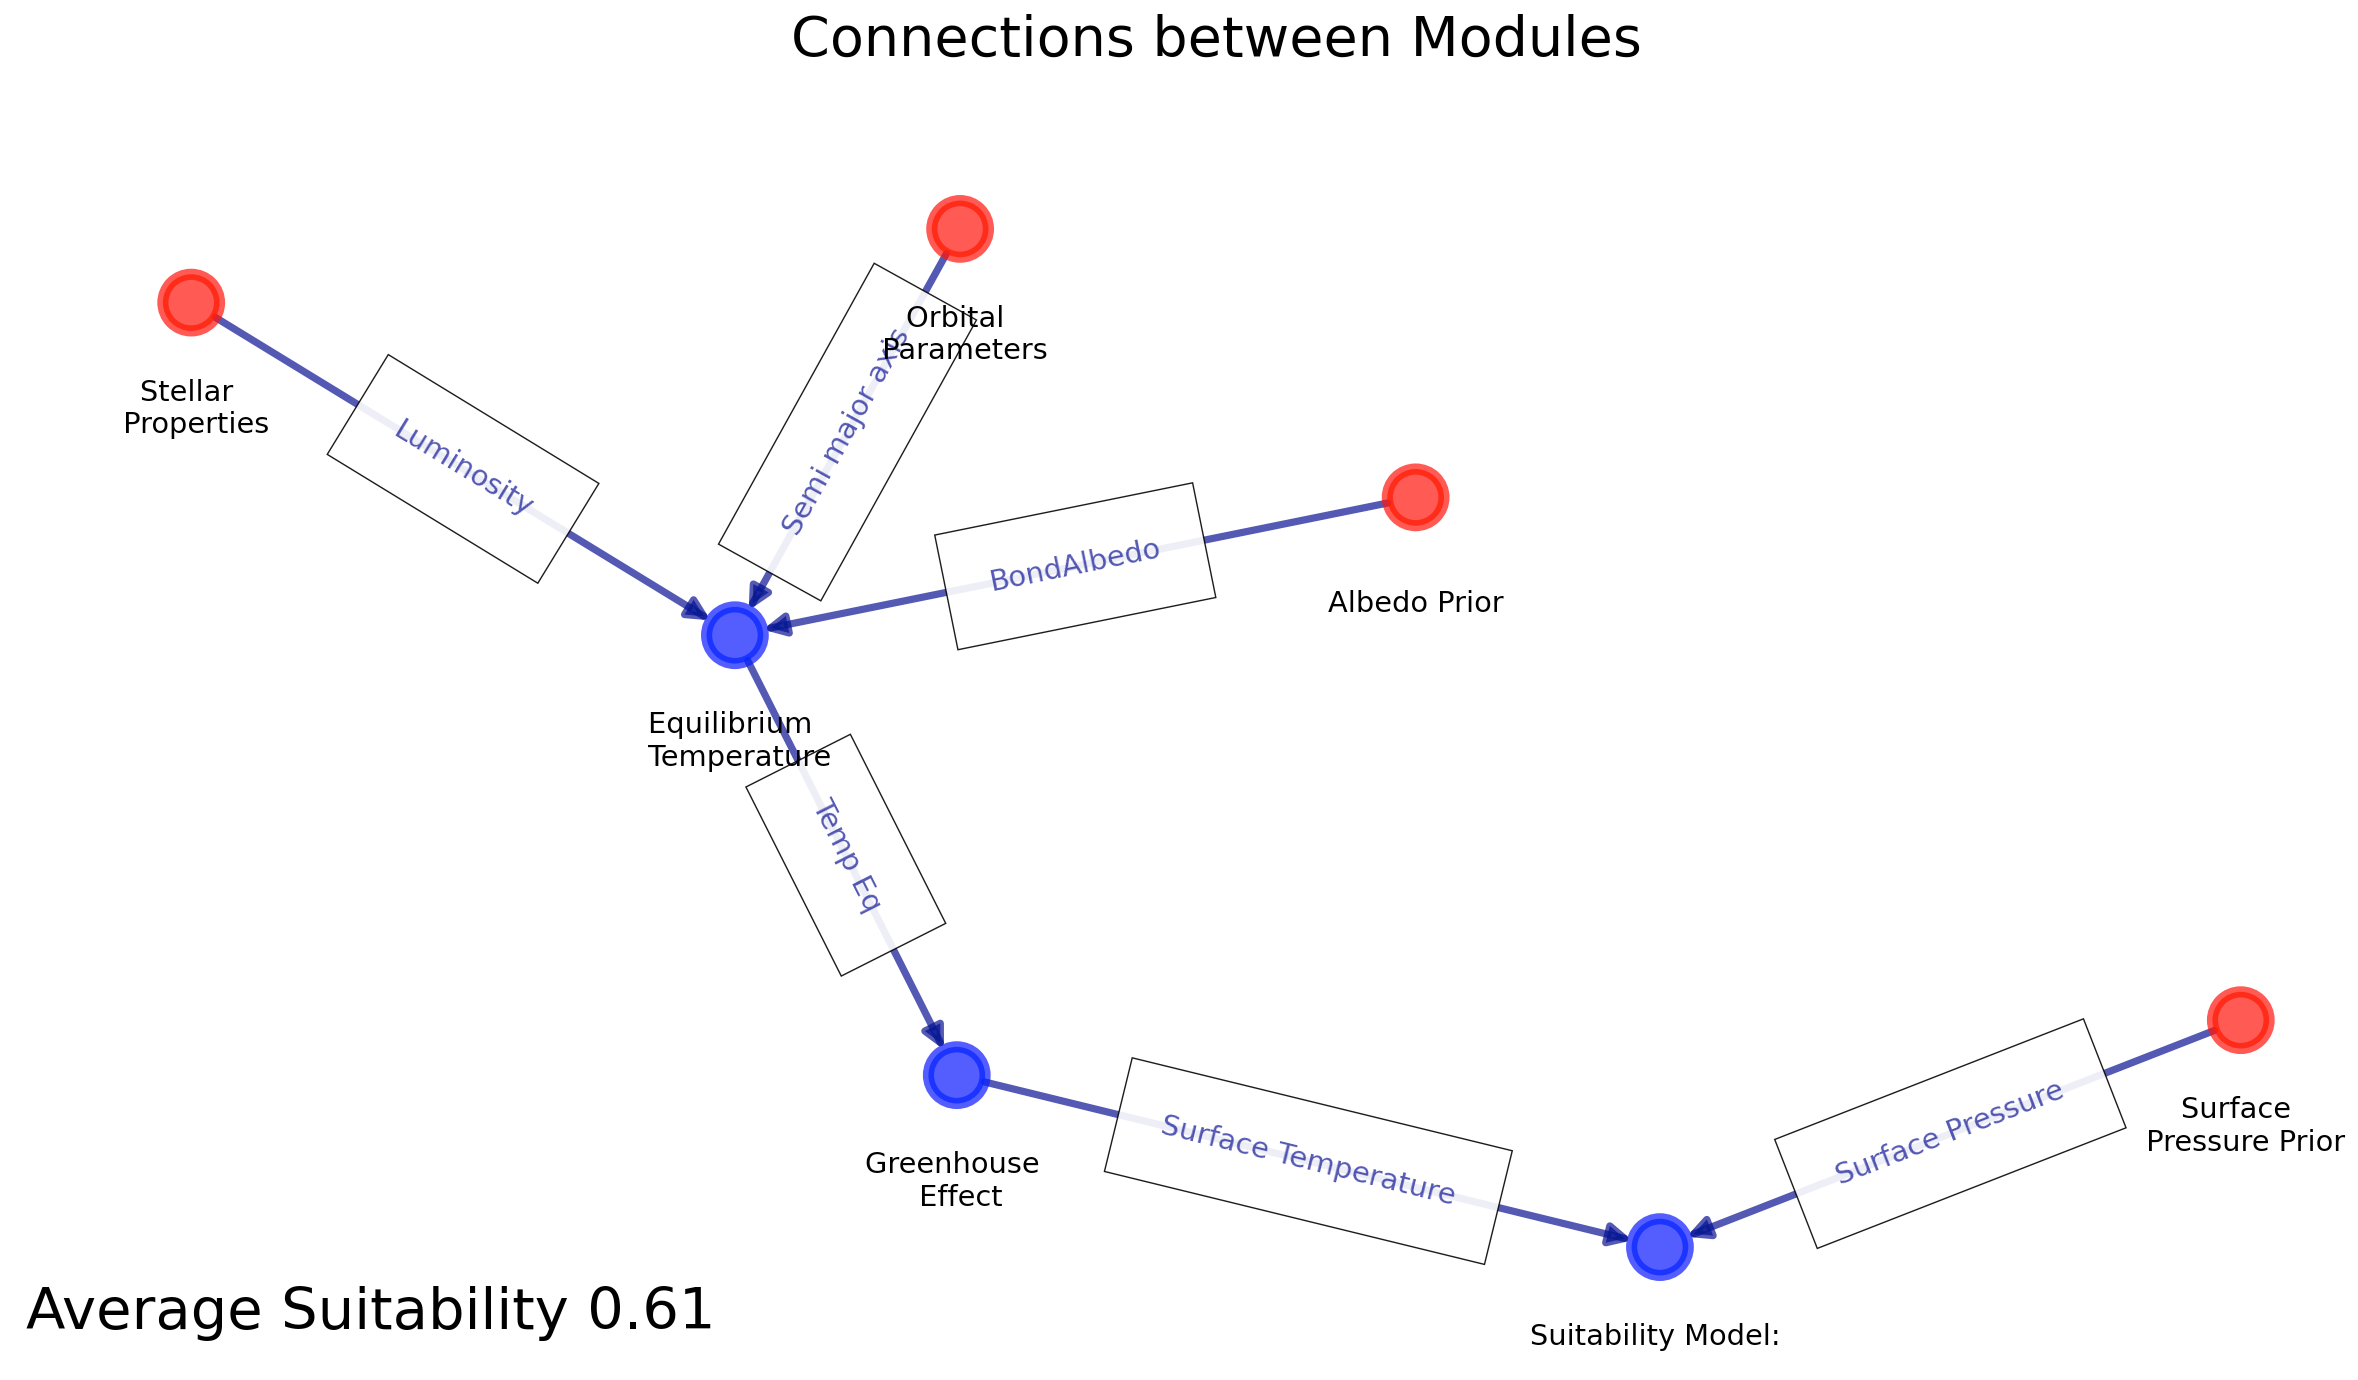 Connections between Modules
Orbital
Parameters
Semi major axis
Stellar
Properties
Luminosity
BondAlbedo
Albedo Prior
Equilibrium
Temperature
Temp Eq
Greenhouse
Effect
Surface Temperature
Surface Pressure
Surface
Pressure Prior
Average Suitability 0.61
Suitability Model: